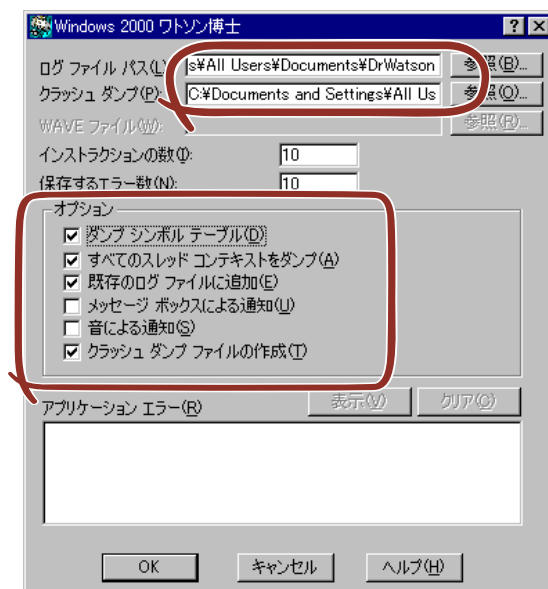 Windows 2000 ワトソン博士
ログ ファイル パス(L) s¥All Users¥Documents¥DrWatson 参照(B)...
クラッシュ ダンプ(P): C:¥Documents and Settings¥All Us 参照(O)...
WAVE ファイル(W): 参照(R)...
インストラクションの数(I): 10
保存するエラー数(N): 10
オプション
ダンプ シンボル テーブル(D)
すべてのスレッド コンテキストをダンプ(A)
既存のログ ファイルに追加(E)
メッセージ ボックスによる通知(U)
音による通知(S)
クラッシュ ダンプ ファイルの作成(T)
アプリケーション エラー(R) 表示(V) クリア(C)
OK キャンセル ヘルプ(H)